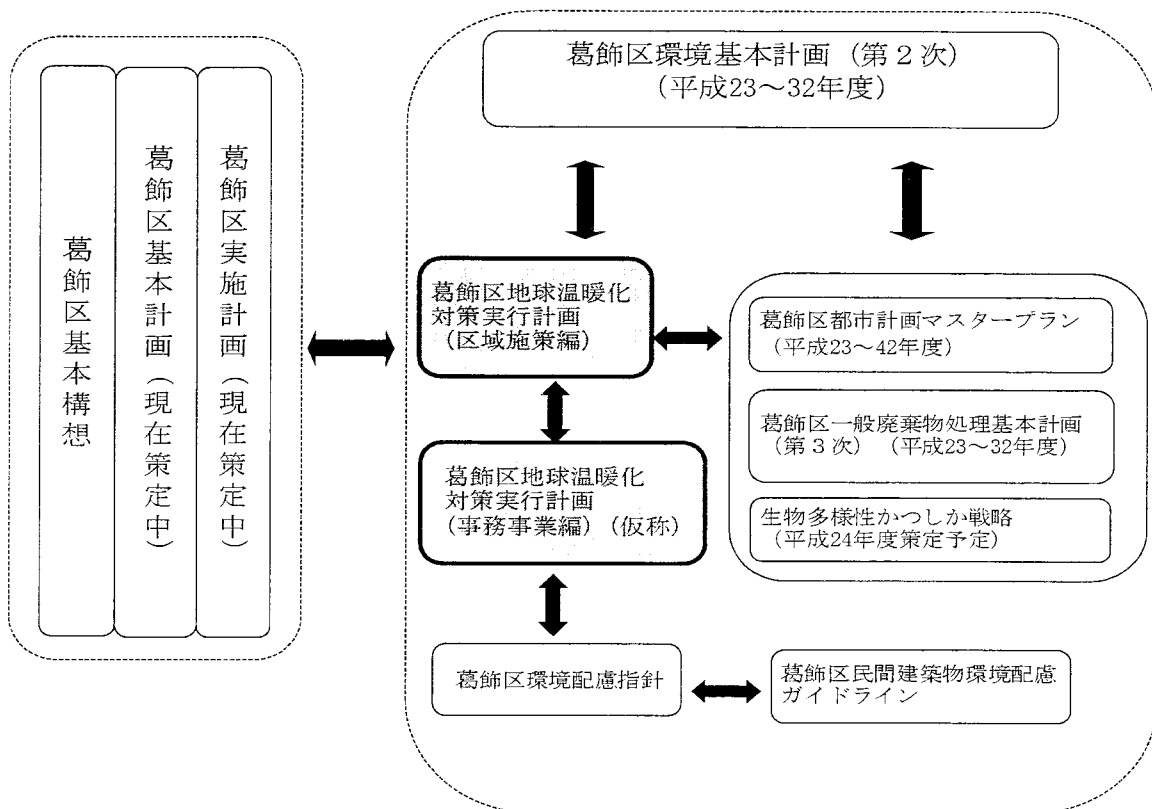 葛飾区基本構想
葛飾区基本計画（現在策定中）
葛飾区実施計画（現在策定中）
葛飾区環境基本計画（第２次）
（平成23～32年度）
葛飾区地球温暖化
対策実行計画
（区域施策編）
葛飾区都市計画マスタープラン
（平成23～42年度）
葛飾区一般廃棄物処理基本計画
（第３次）（平成23～32年度）
生物多様性かつしか戦略
（平成24年度策定予定）
葛飾区地球温暖化
対策実行計画
（事務事業編）（仮称）
葛飾区環境配慮指針
葛飾区民間建築物環境配慮
ガイドライン